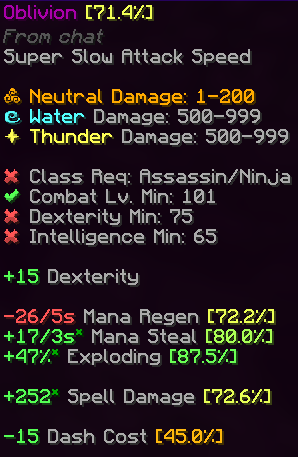 Oblivion [71.4%]
From chat
Super Slow Attack Speed
Neutral Damage: 1-200
Water Damage: 500-999
Thunder Damage: 500-999
✖ Class Req: Assassin/Ninja
✔ Combat Lv. Min: 101
✖ Dexterity Min: 75
✖ Intelligence Min: 65
+15 Dexterity
-26/5s Mana Regen [72.2%]
+17/3s* Mana Steal [80.0%]
+47%* Exploding [87.5%]
+252* Spell Damage [72.6%]
-15 Dash Cost [45.0%]